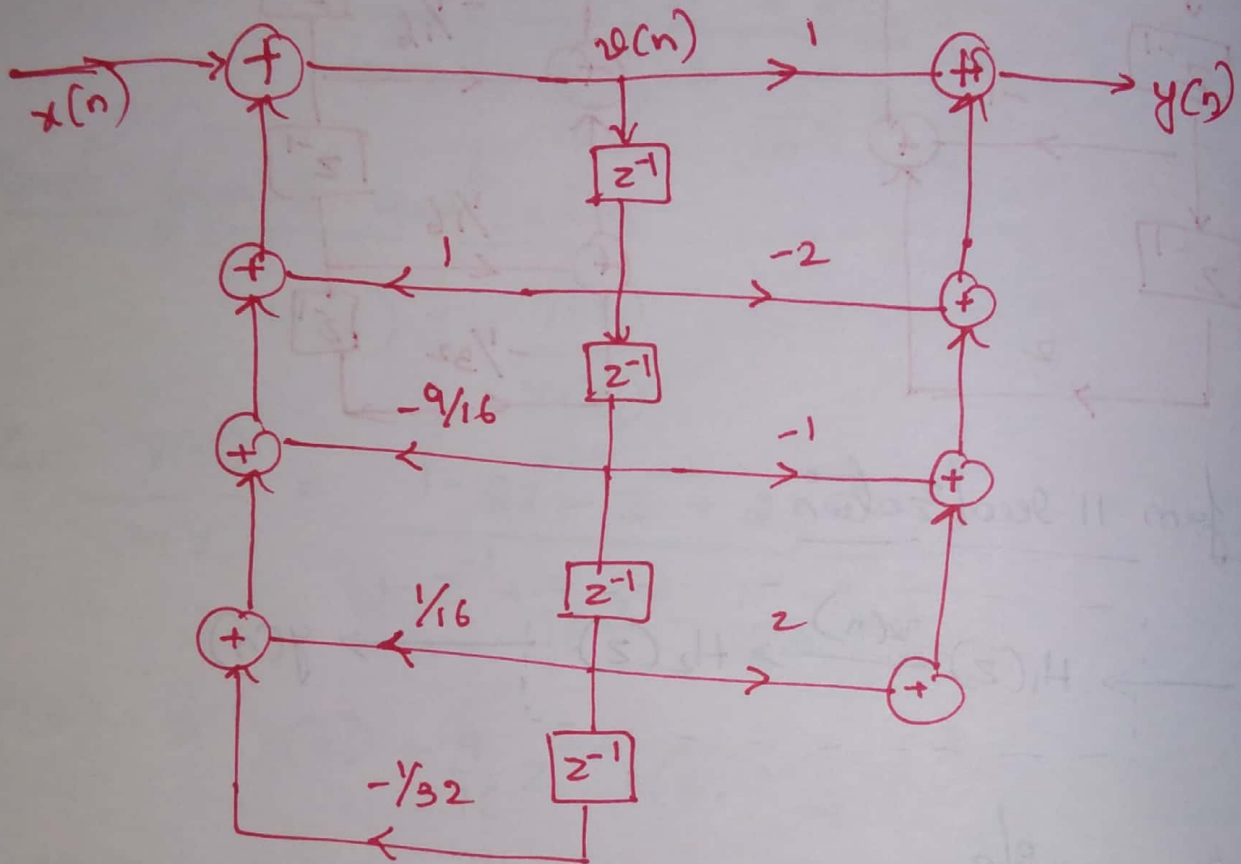 x(n) + v(n) 1 + y(n)
z⁻¹
+ 1 -2 +
z⁻¹
+ -9/16 -1 +
z⁻¹
+ 1/16 2 +
z⁻¹
-1/32